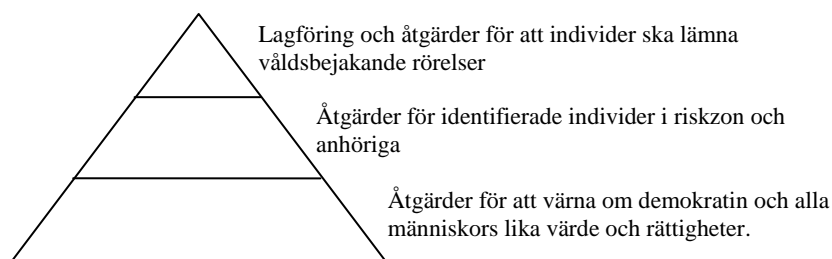 Lagföring och åtgärder för att individer ska lämna
våldsbejakande rörelser
Åtgärder för identifierade individer i riskzon och
anhöriga
Åtgärder för att värna om demokratin och alla
människors lika värde och rättigheter.